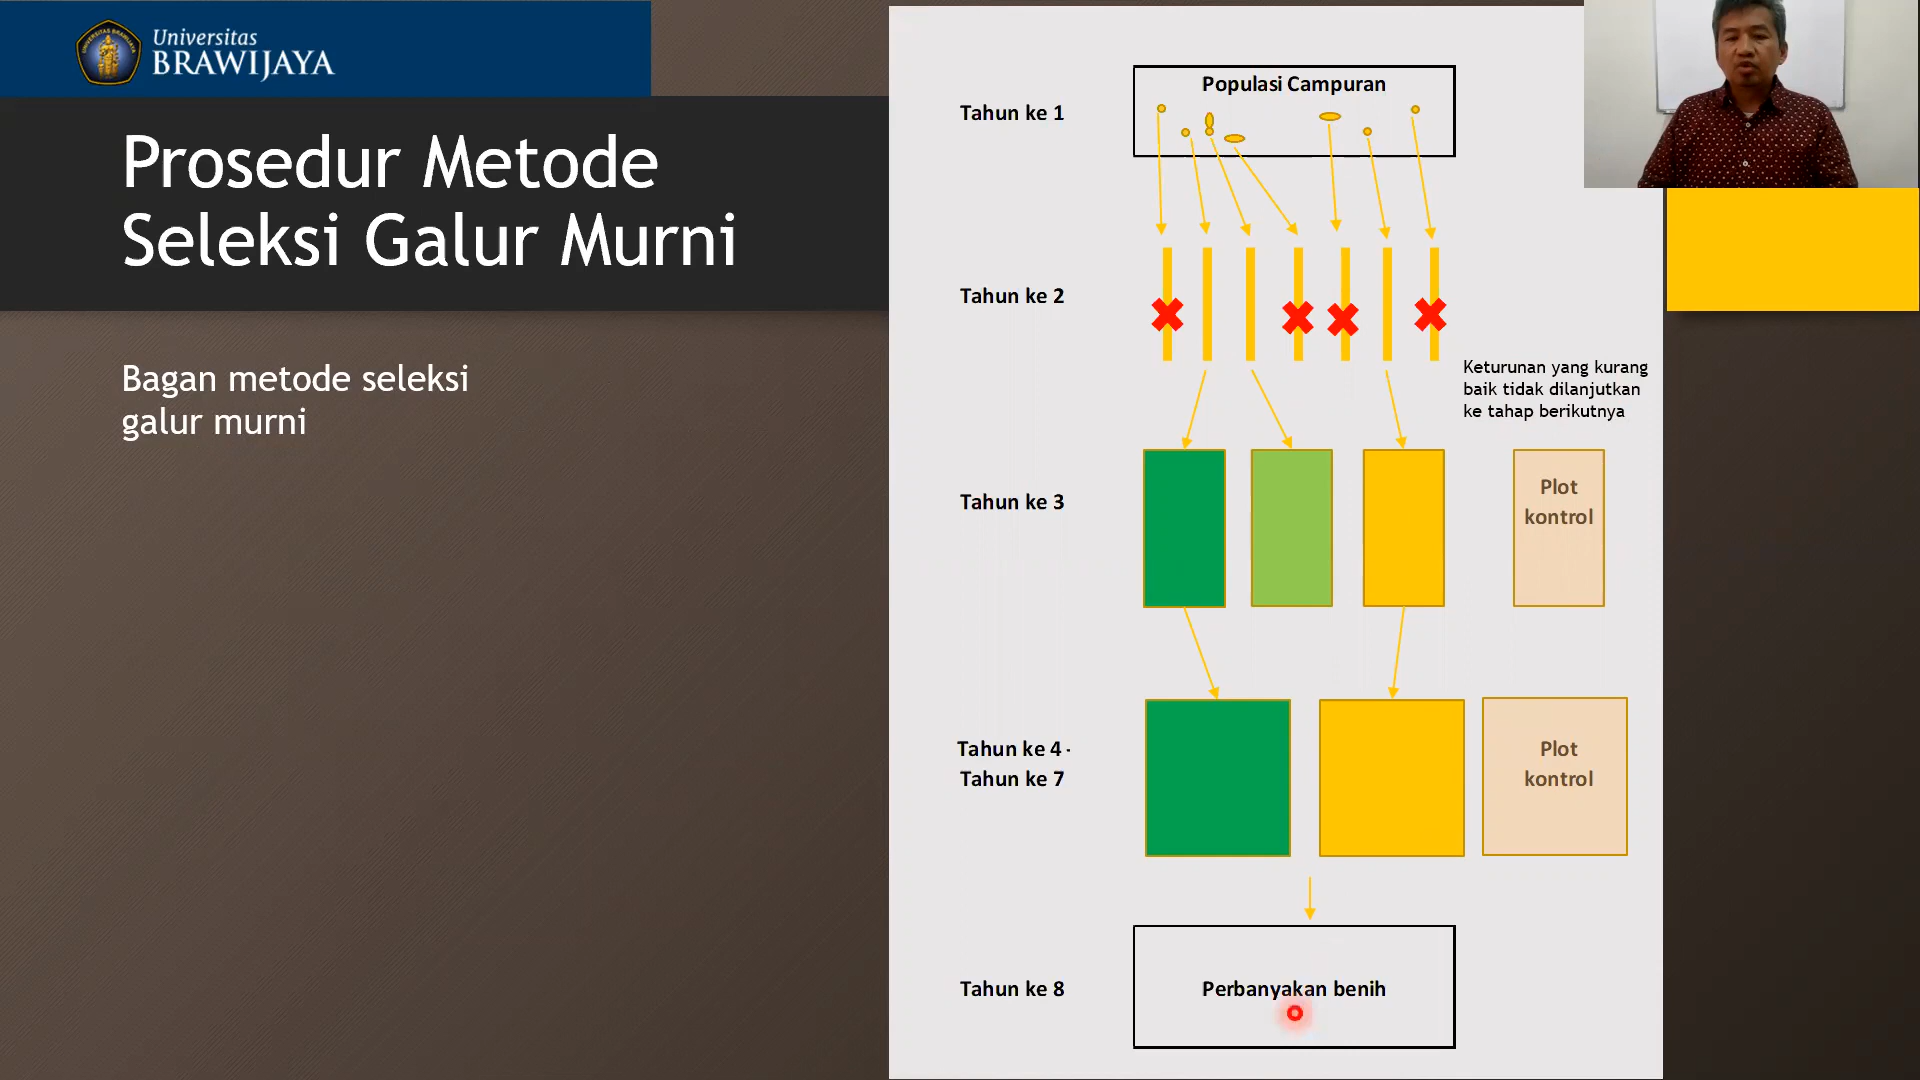 Universitas
BRAWIJAYA
Prosedur Metode
Seleksi Galur Murni
Bagan metode seleksi
galur murni
Populasi Campuran
Tahun ke 1
Tahun ke 2
Keturunan yang kurang
baik tidak dilanjutkan
ke tahap berikutnya
Tahun ke 3
Plot
kontrol
Tahun ke 4 -
Tahun ke 7
Plot
kontrol
Tahun ke 8
Perbanyakan benih